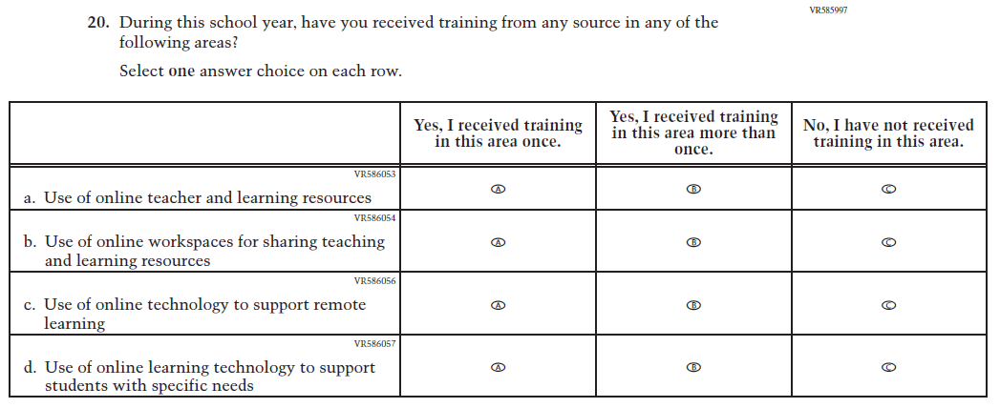 VR585997
20. During this school year, have you received training from any source in any of the
following areas?
Select one answer choice on each row.
Yes, I received training
in this area once.
Yes, I received training
in this area more than
once.
No, I have not received
training in this area.
VR586053
a. Use of online teacher and learning resources
A
B
C
VR586054
b. Use of online workspaces for sharing teaching
and learning resources
A
B
C
VR586056
c. Use of online technology to support remote
learning
A
B
C
VR586057
d. Use of online learning technology to support
students with specific needs
A
B
C